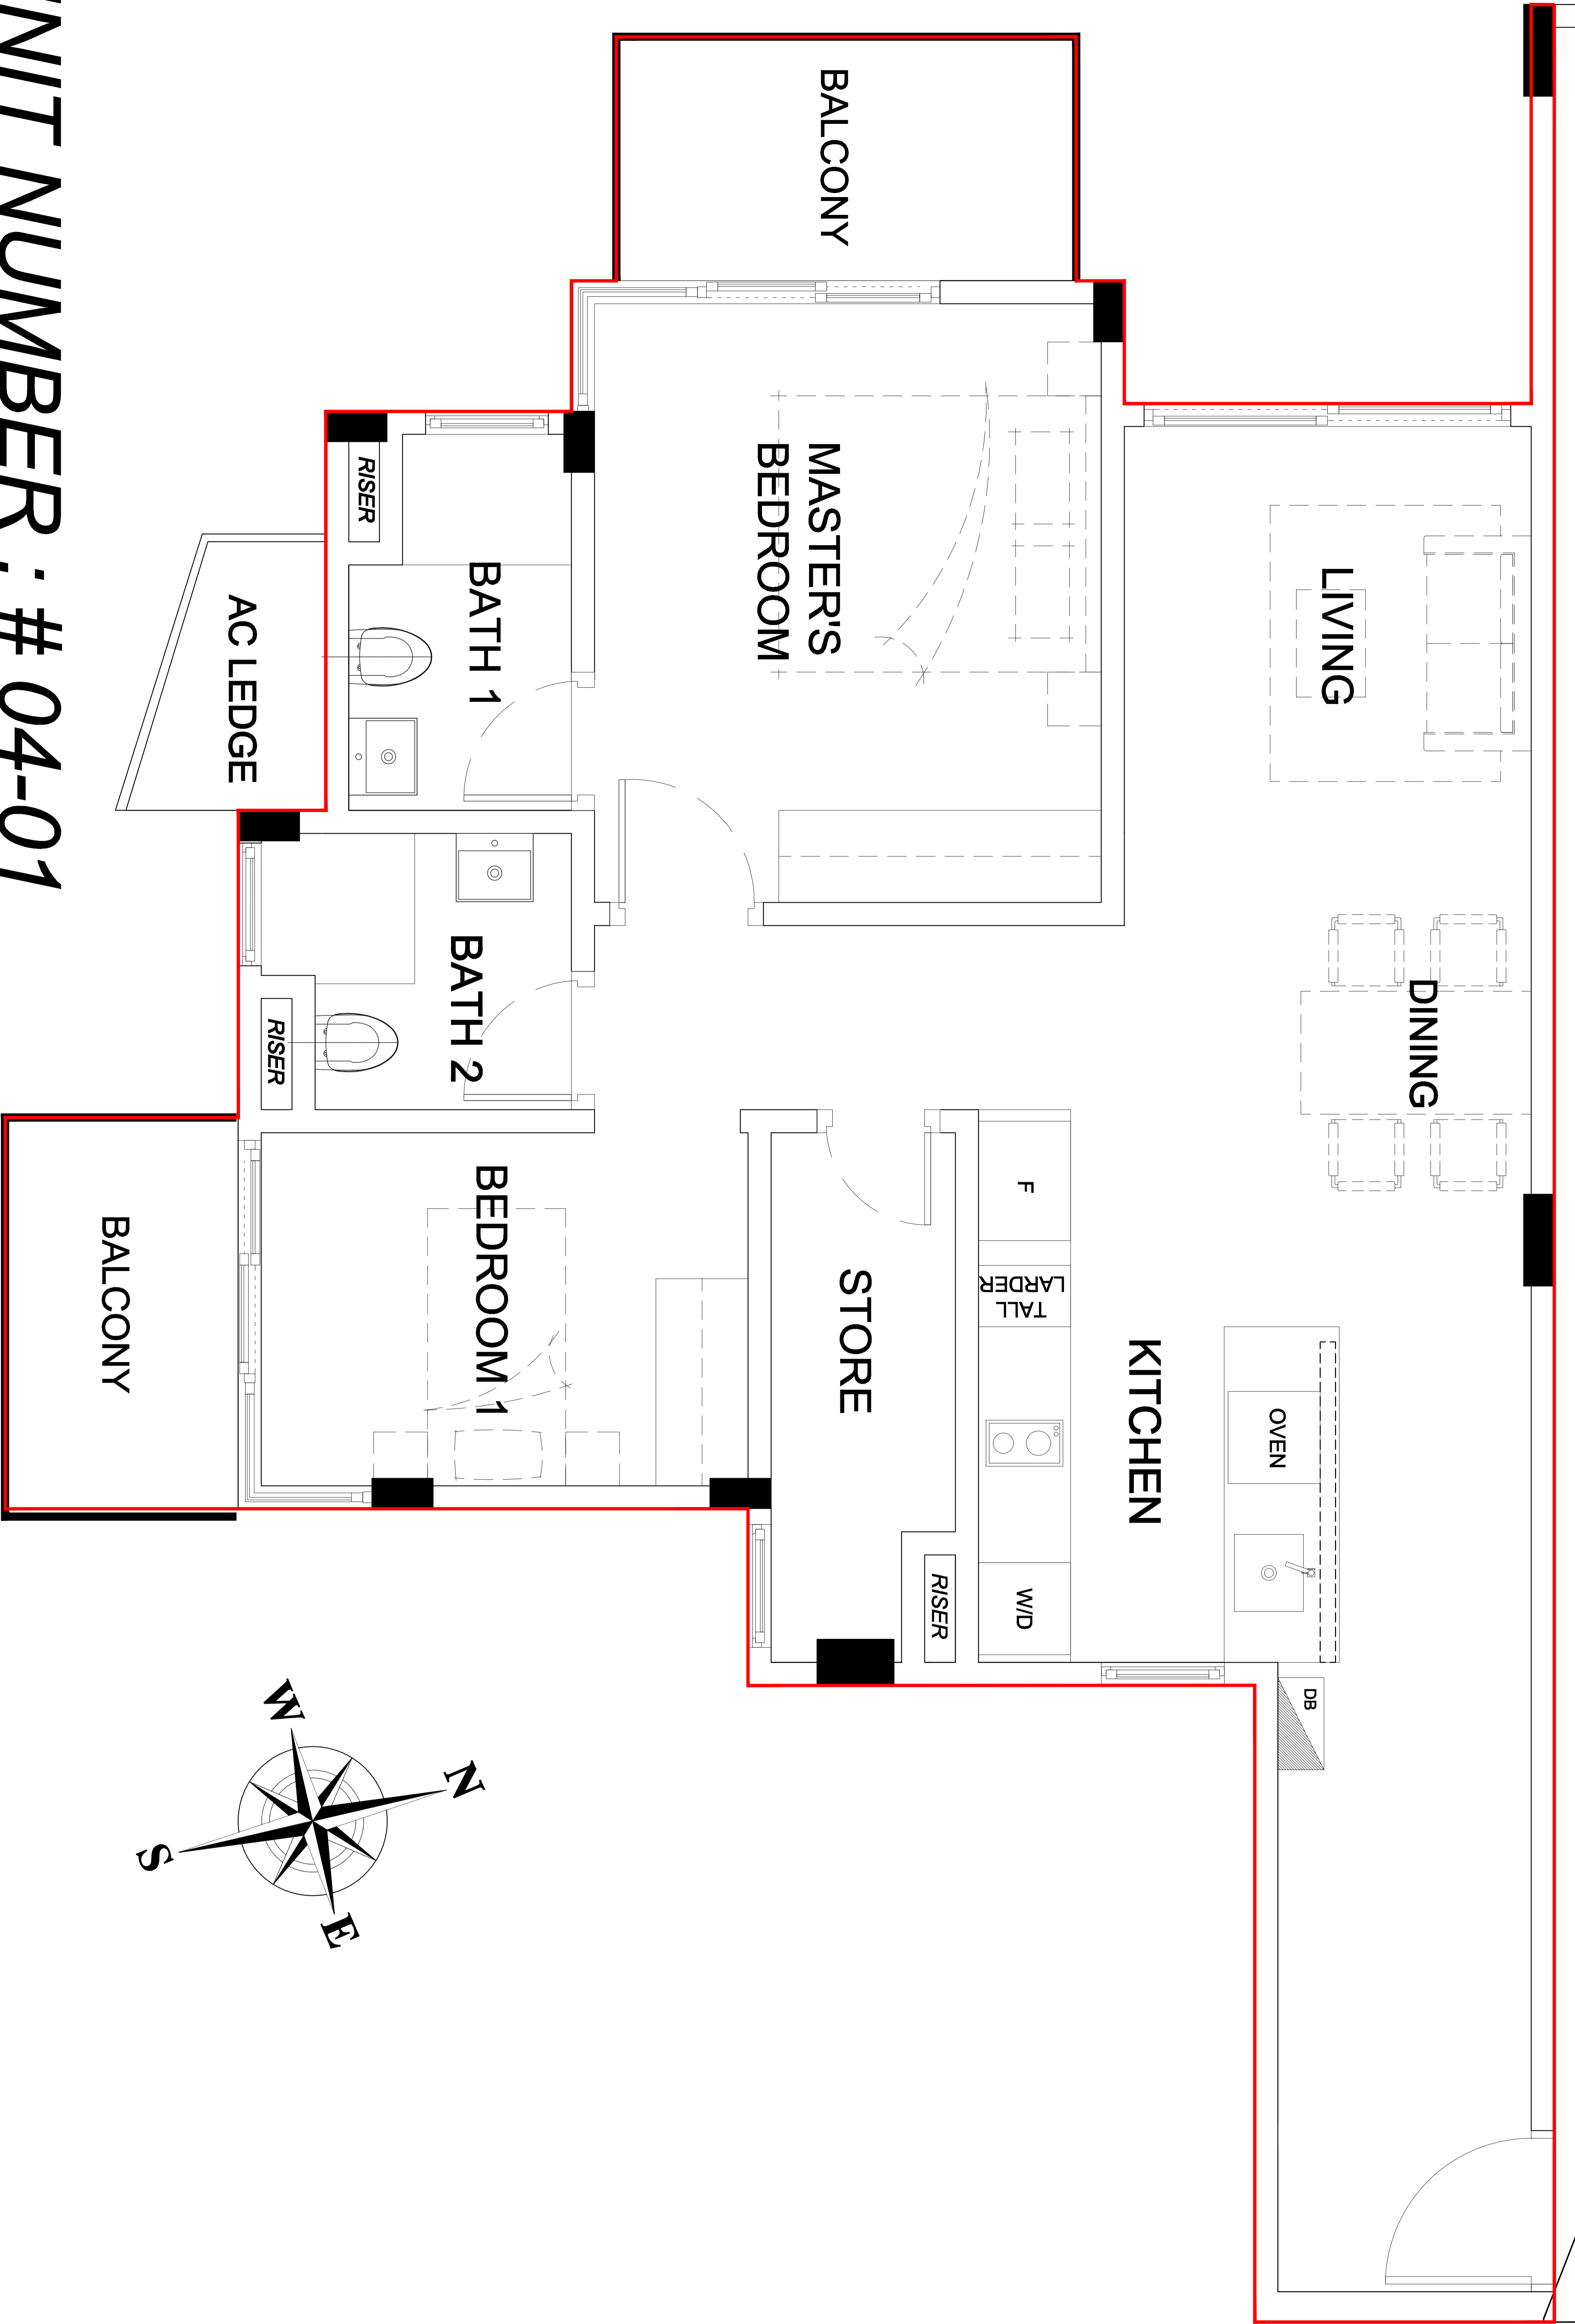 LIVING
DINING
DB
OVEN
KITCHEN
F
TALL
LARDER
W/D
RISER
STORE
BALCONY
MASTER'S
BEDROOM
BATH 1
BATH 2
BEDROOM 1
RISER
RISER
AC LEDGE
BALCONY
N
W
E
S
NIT NUMBER : # 04-01